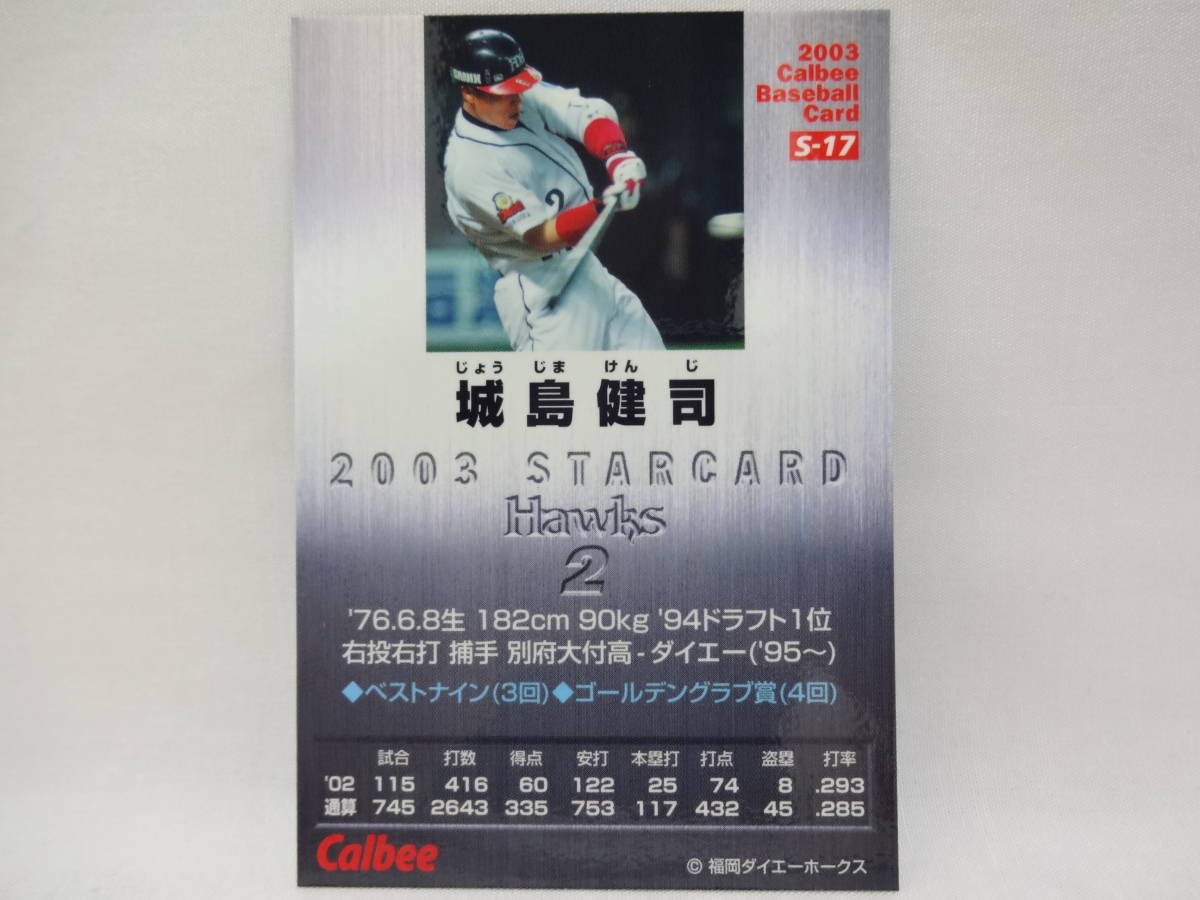 2003
Calbee
Baseball
Card
S-17
2
じょう じま けん じ
城島健司
2003 STARCARD
Hawks
2
'76.6.8生 182cm 90kg '94ドラフト1位
右投右打 捕手 別府大付高-ダイエー('95〜)
◆ベストナイン(3回)◆ゴールデングラブ賞(4回)
試合 打数 得点 安打 本塁打 打点 盗塁 打率
'02 115 416 60 122 25 74 8 .293
通算 745 2643 335 753 117 432 45 .285
Calbee
© 福岡ダイエーホークス